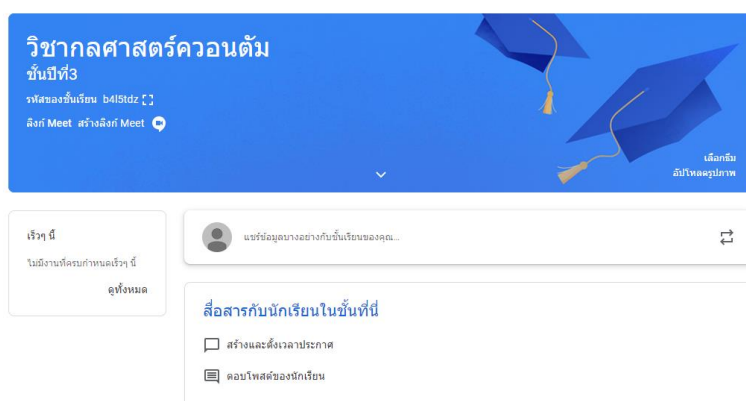 วิชากลศาสตร์ควอนตัม
ชั้นปีที่3
รหัสของชั้นเรียน b4l5tdz
ลิงก์ Meet สร้างลิงก์ Meet
เลือกธีม
อัปโหลดรูปภาพ
เร็วๆ นี้
ไม่มีงานที่ครบกำหนดเร็วๆ นี้
ดูทั้งหมด
แชร์ข้อมูลบางอย่างกับชั้นเรียนของคุณ...
สื่อสารกับนักเรียนในชั้นที่นี่
สร้างและตั้งเวลาประกาศ
ตอบโพสต์ของนักเรียน